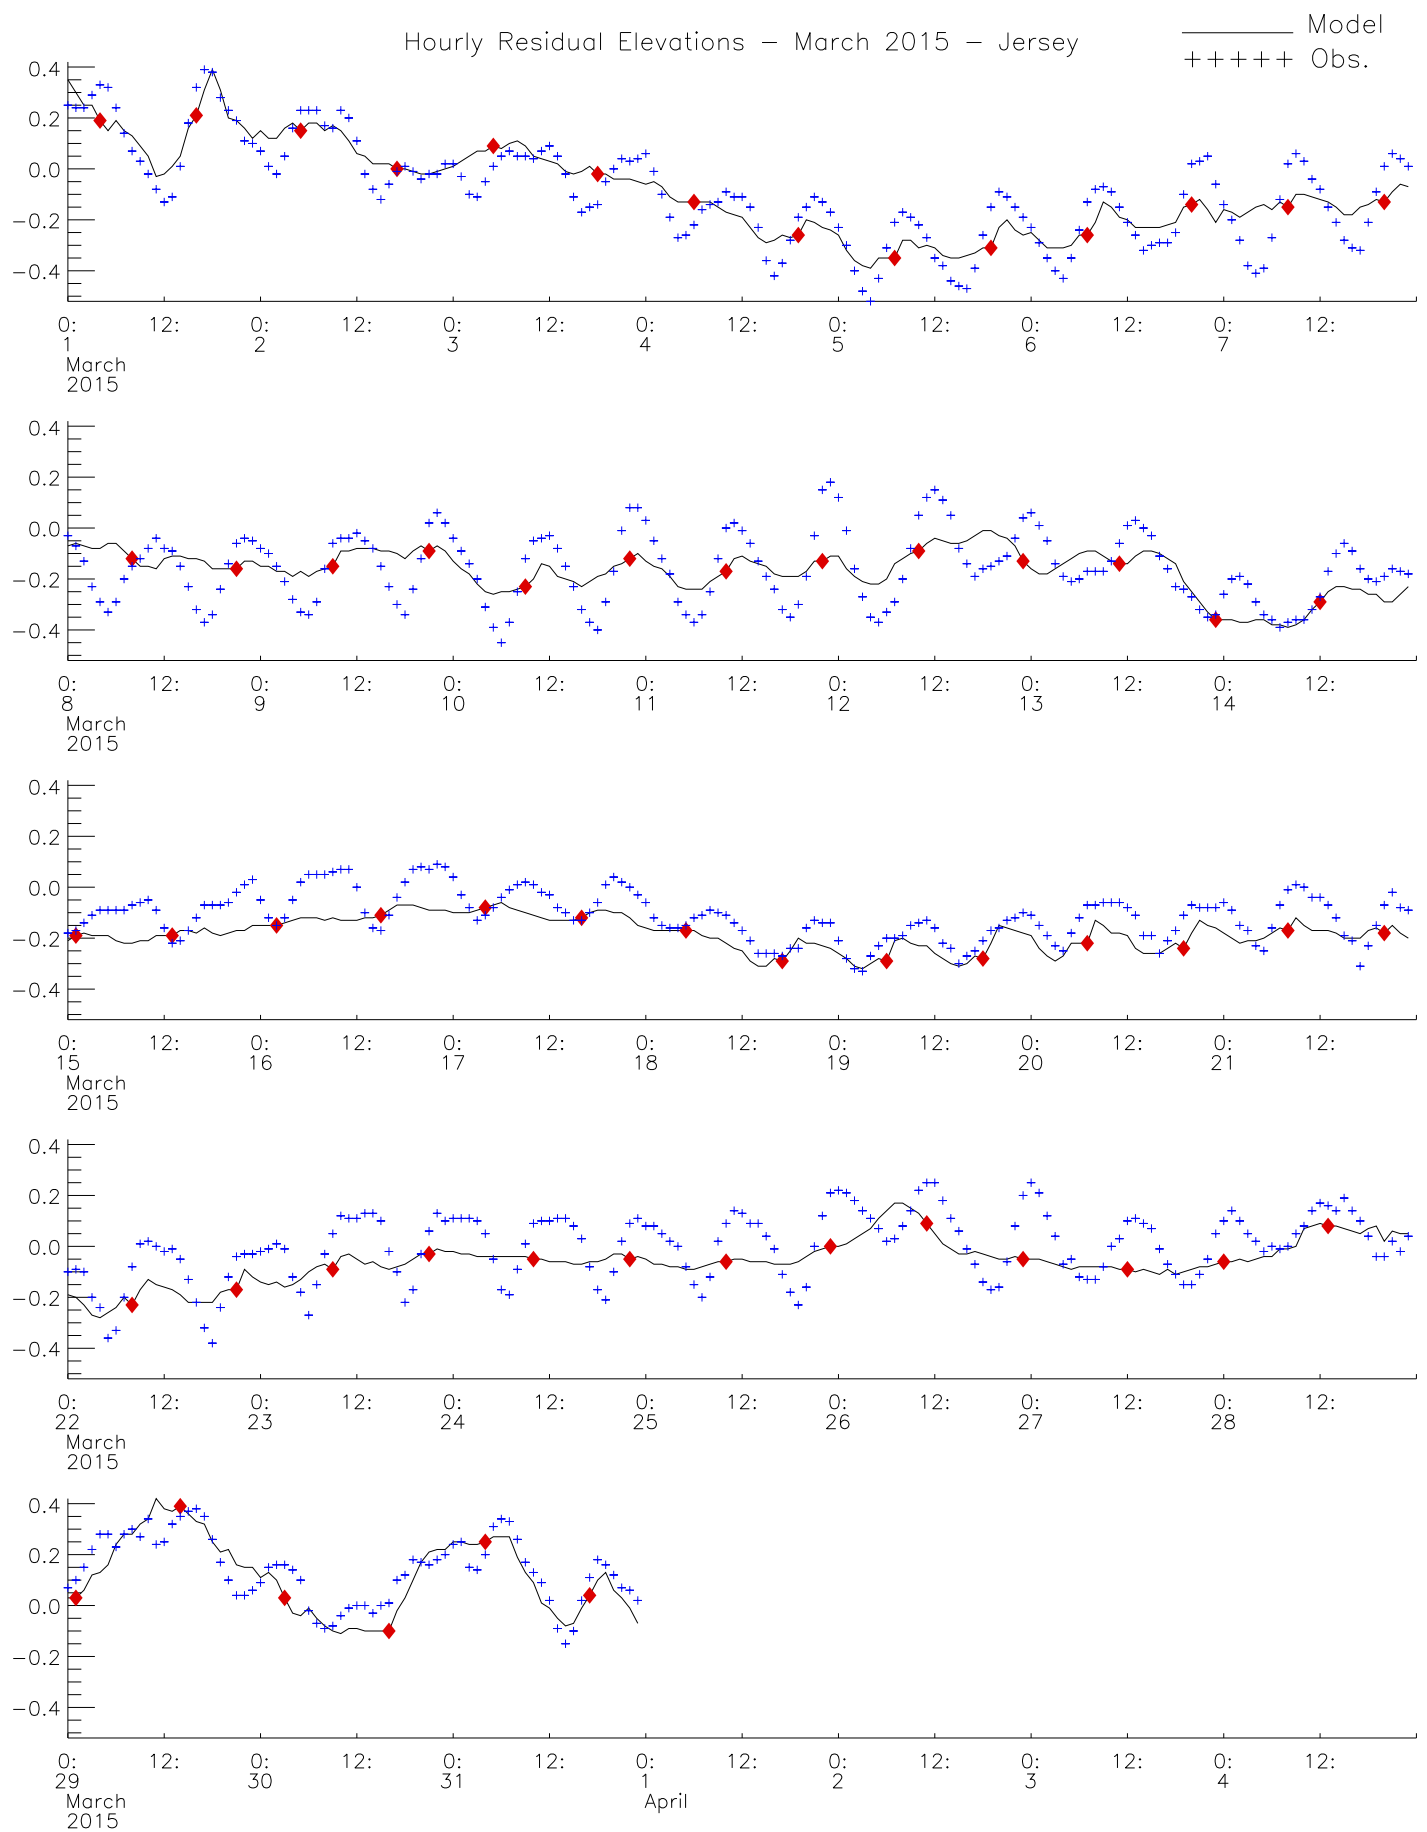 Hourly Residual Elevations – March 2015 – Jersey
Model
+++++ Obs.
0.4
0.2
0.0
−0.2
−0.4
0: 12: 0: 12: 0: 12: 0: 12: 0: 12: 0: 12: 0: 12:
1 2 3 4 5 6 7
March
2015
0.4
0.2
0.0
−0.2
−0.4
0: 12: 0: 12: 0: 12: 0: 12: 0: 12: 0: 12: 0: 12:
8 9 10 11 12 13 14
March
2015
0.4
0.2
0.0
−0.2
−0.4
0: 12: 0: 12: 0: 12: 0: 12: 0: 12: 0: 12: 0: 12:
15 16 17 18 19 20 21
March
2015
0.4
0.2
0.0
−0.2
−0.4
0: 12: 0: 12: 0: 12: 0: 12: 0: 12: 0: 12: 0: 12:
22 23 24 25 26 27 28
March
2015
0.4
0.2
0.0
−0.2
−0.4
0: 12: 0: 12: 0: 12: 0: 12: 0: 12: 0: 12: 0: 12:
29 30 31 1 2 3 4
March April
2015